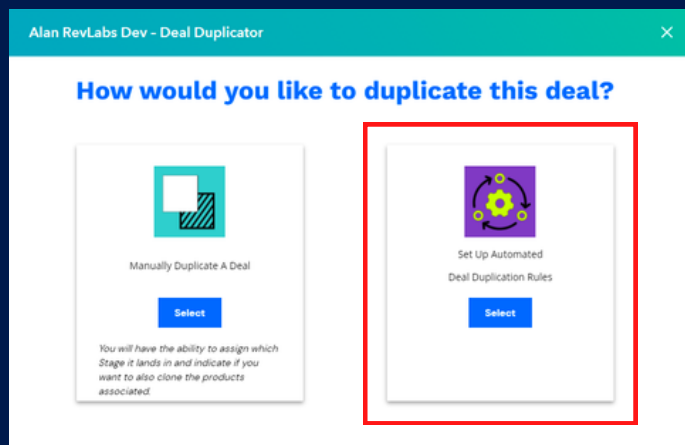 Alan RevLabs Dev - Deal Duplicator
How would you like to duplicate this deal?
Manually Duplicate A Deal
Select
You will have the ability to assign which
Stage it lands in and indicate if you
want to also clone the products
associated.
Set Up Automated
Deal Duplication Rules
Select